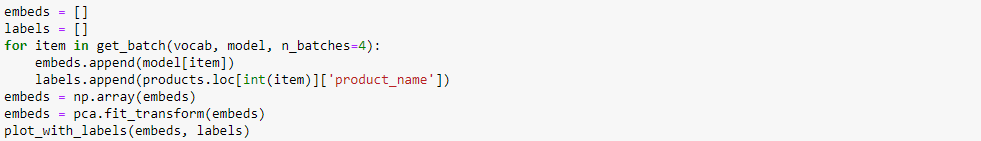 embeds = []
labels = []
for item in get_batch(vocab, model, n_batches=4):
    embeds.append(model[item])
    labels.append(products.loc[int(item)]['product_name'])
embeds = np.array(embeds)
embeds = pca.fit_transform(embeds)
plot_with_labels(embeds, labels)